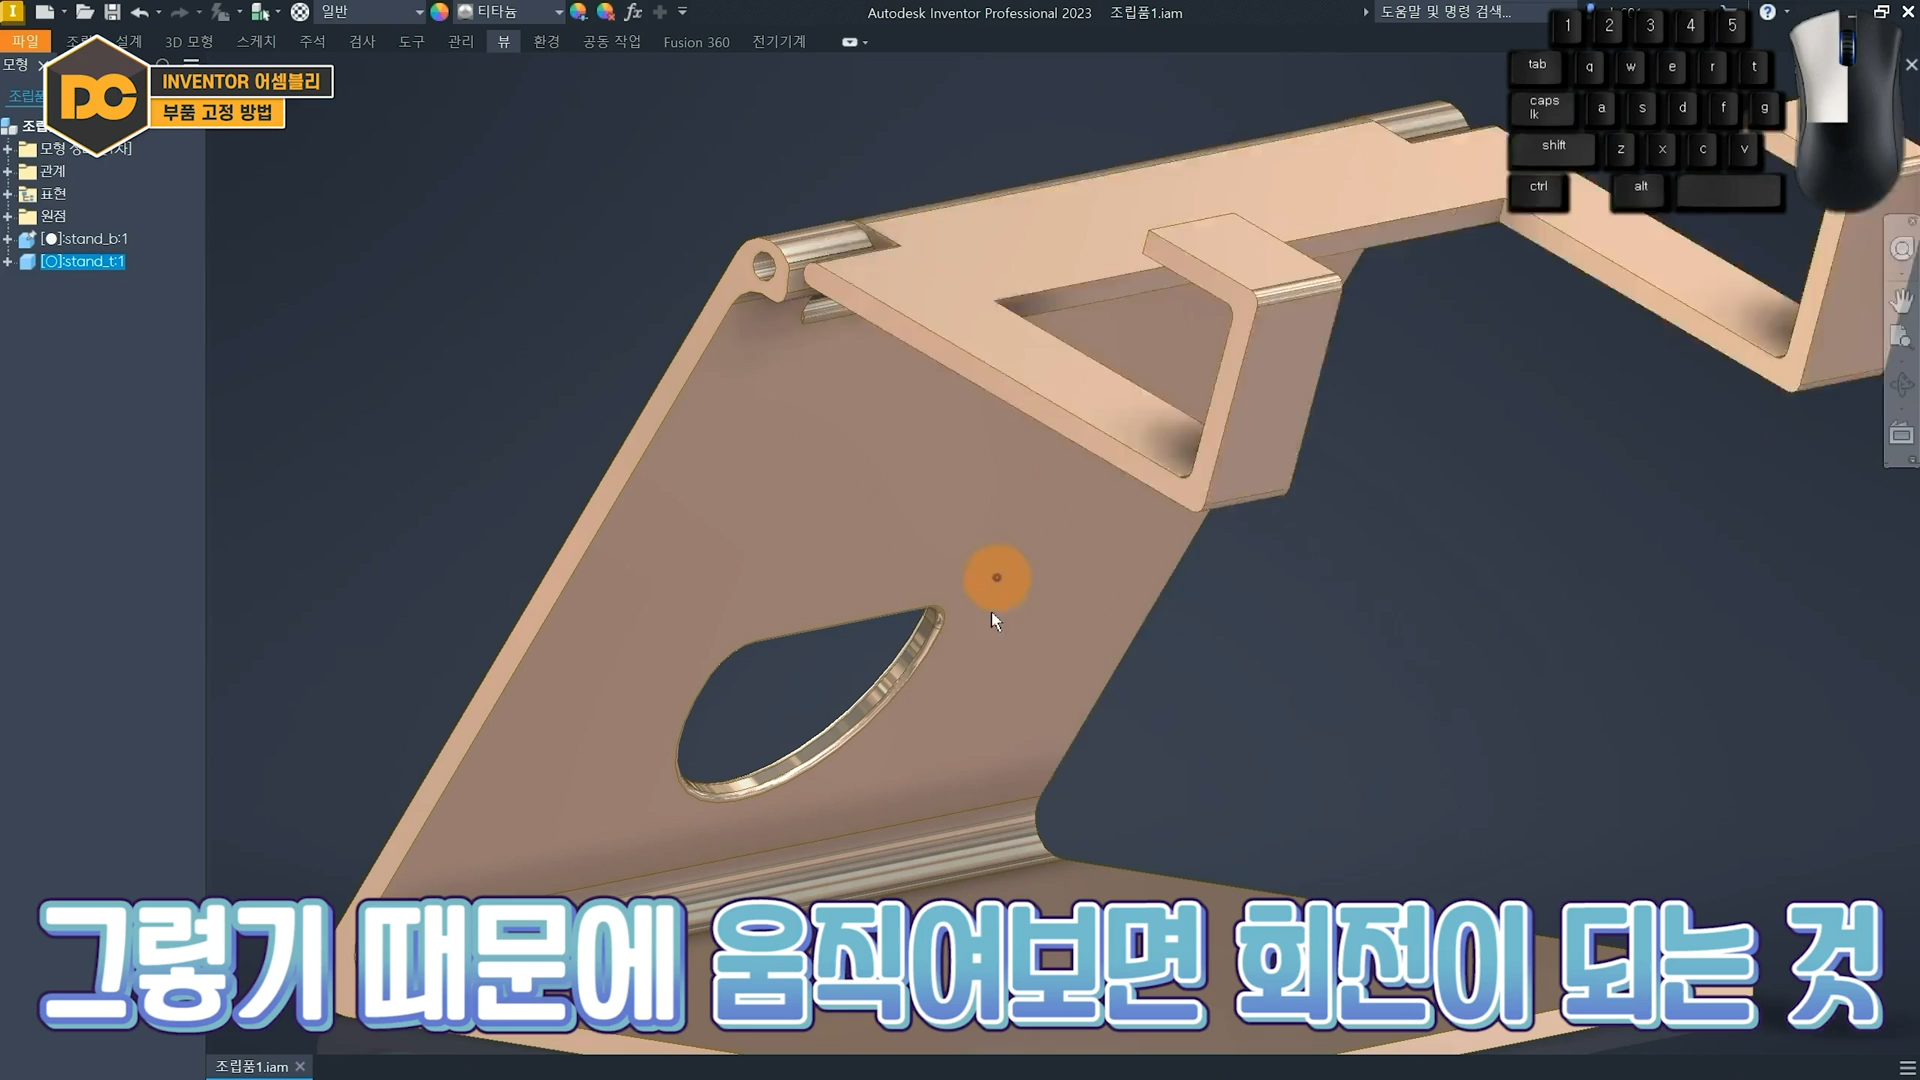 일반
티타늄
fx
Autodesk Inventor Professional 2023 조립품1.iam
도움말 및 명령 검색...
파일
설계
3D 모형
스케치
주석
검사
도구
관리
뷰
환경
공동 작업
Fusion 360
전기기계
모형
DC
INVENTOR 어셈블리
부품 고정 방법
관계
표현
원점
[●]:stand_b:1
[○]:stand_t:1
1 2 3 4 5
tab q w e r t
caps lk a s d f g
shift z x c v
ctrl alt
그렇기 때문에 움직여보면 회전이 되는 것
조립품1.iam